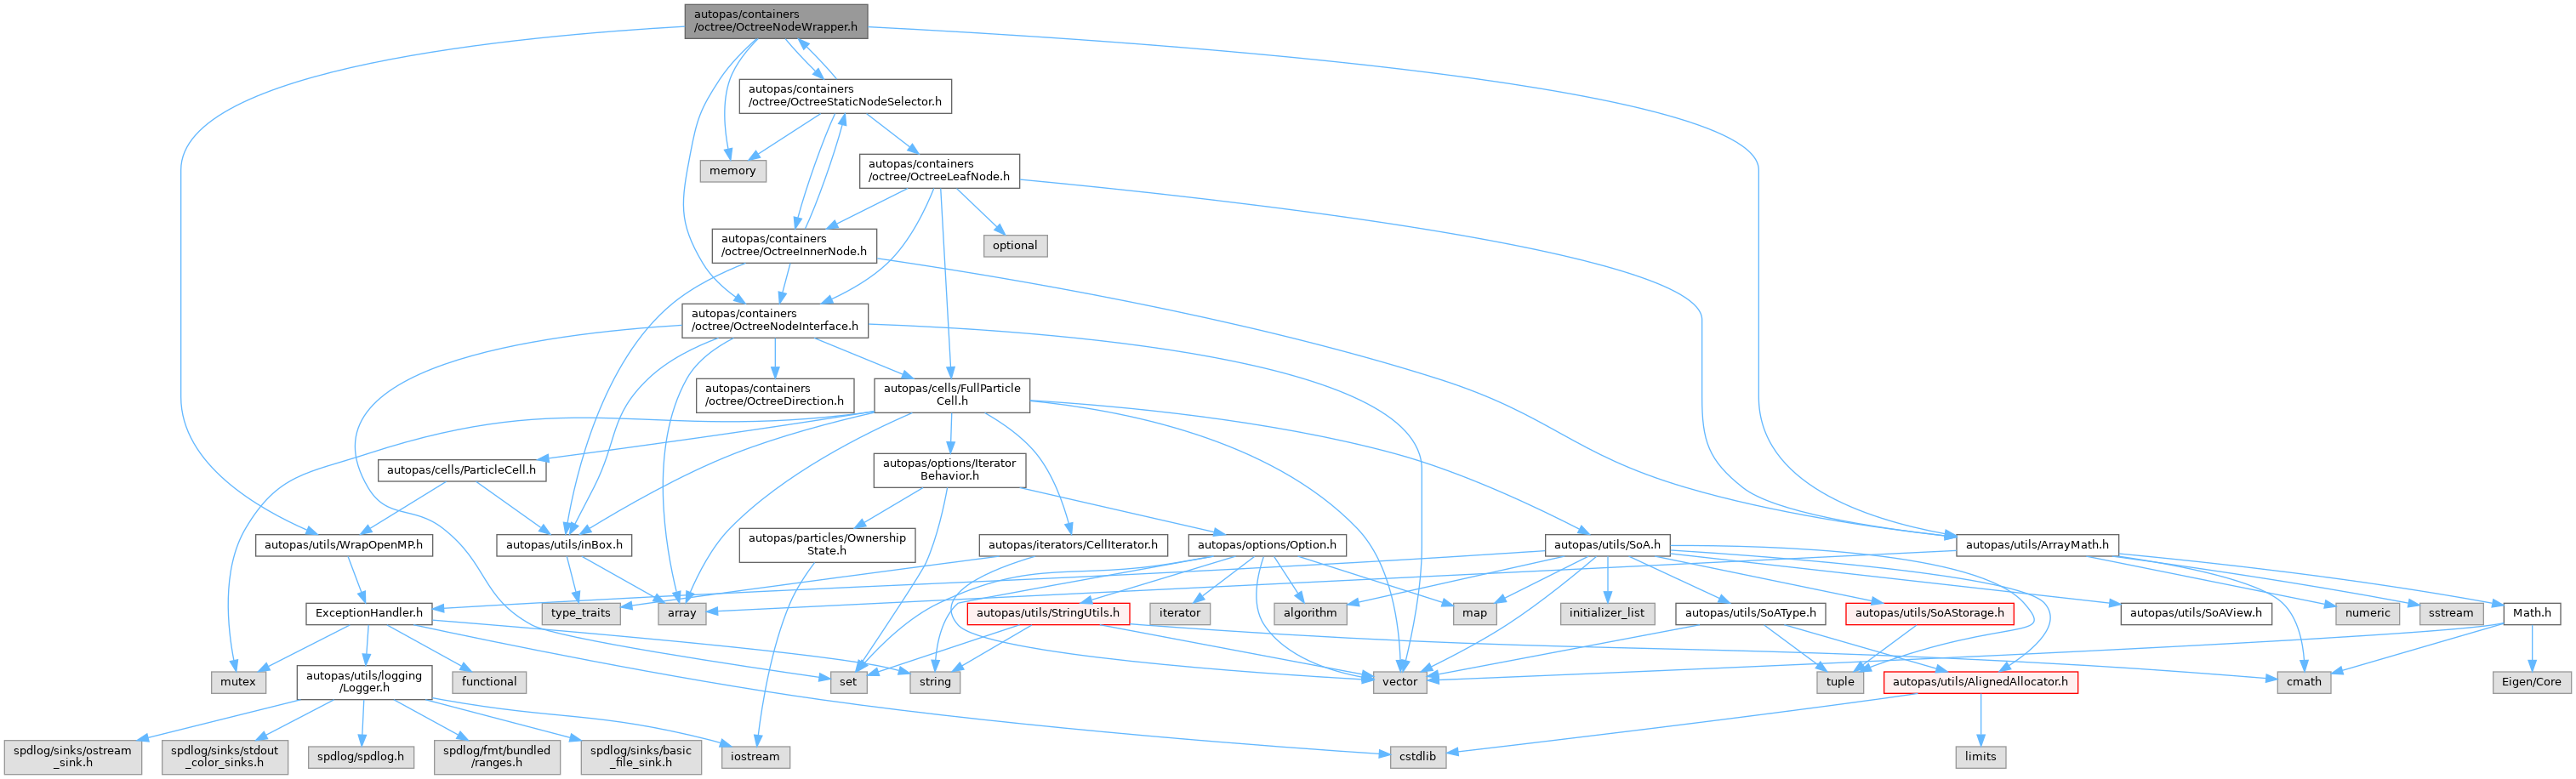 autopas/containers
/octree/OctreeNodeWrapper.h
autopas/containers
/octree/OctreeStaticNodeSelector.h
memory
autopas/containers
/octree/OctreeLeafNode.h
autopas/containers
/octree/OctreeInnerNode.h
optional
autopas/containers
/octree/OctreeNodeInterface.h
autopas/containers
/octree/OctreeDirection.h
autopas/cells/FullParticle
Cell.h
autopas/cells/ParticleCell.h
autopas/options/Iterator
Behavior.h
autopas/utils/WrapOpenMP.h
autopas/utils/inBox.h
autopas/particles/Ownership
State.h
autopas/iterators/CellIterator.h
autopas/options/Option.h
autopas/utils/SoA.h
autopas/utils/ArrayMath.h
ExceptionHandler.h
type_traits
array
autopas/utils/StringUtils.h
iterator
algorithm
map
initializer_list
autopas/utils/SoAType.h
autopas/utils/SoAStorage.h
autopas/utils/SoAView.h
numeric
sstream
Math.h
mutex
autopas/utils/logging
/Logger.h
functional
set
string
vector
tuple
autopas/utils/AlignedAllocator.h
cmath
Eigen/Core
spdlog/sinks/ostream
_sink.h
spdlog/sinks/stdout
_color_sinks.h
spdlog/spdlog.h
spdlog/fmt/bundled
/ranges.h
spdlog/sinks/basic
_file_sink.h
iostream
cstdlib
limits